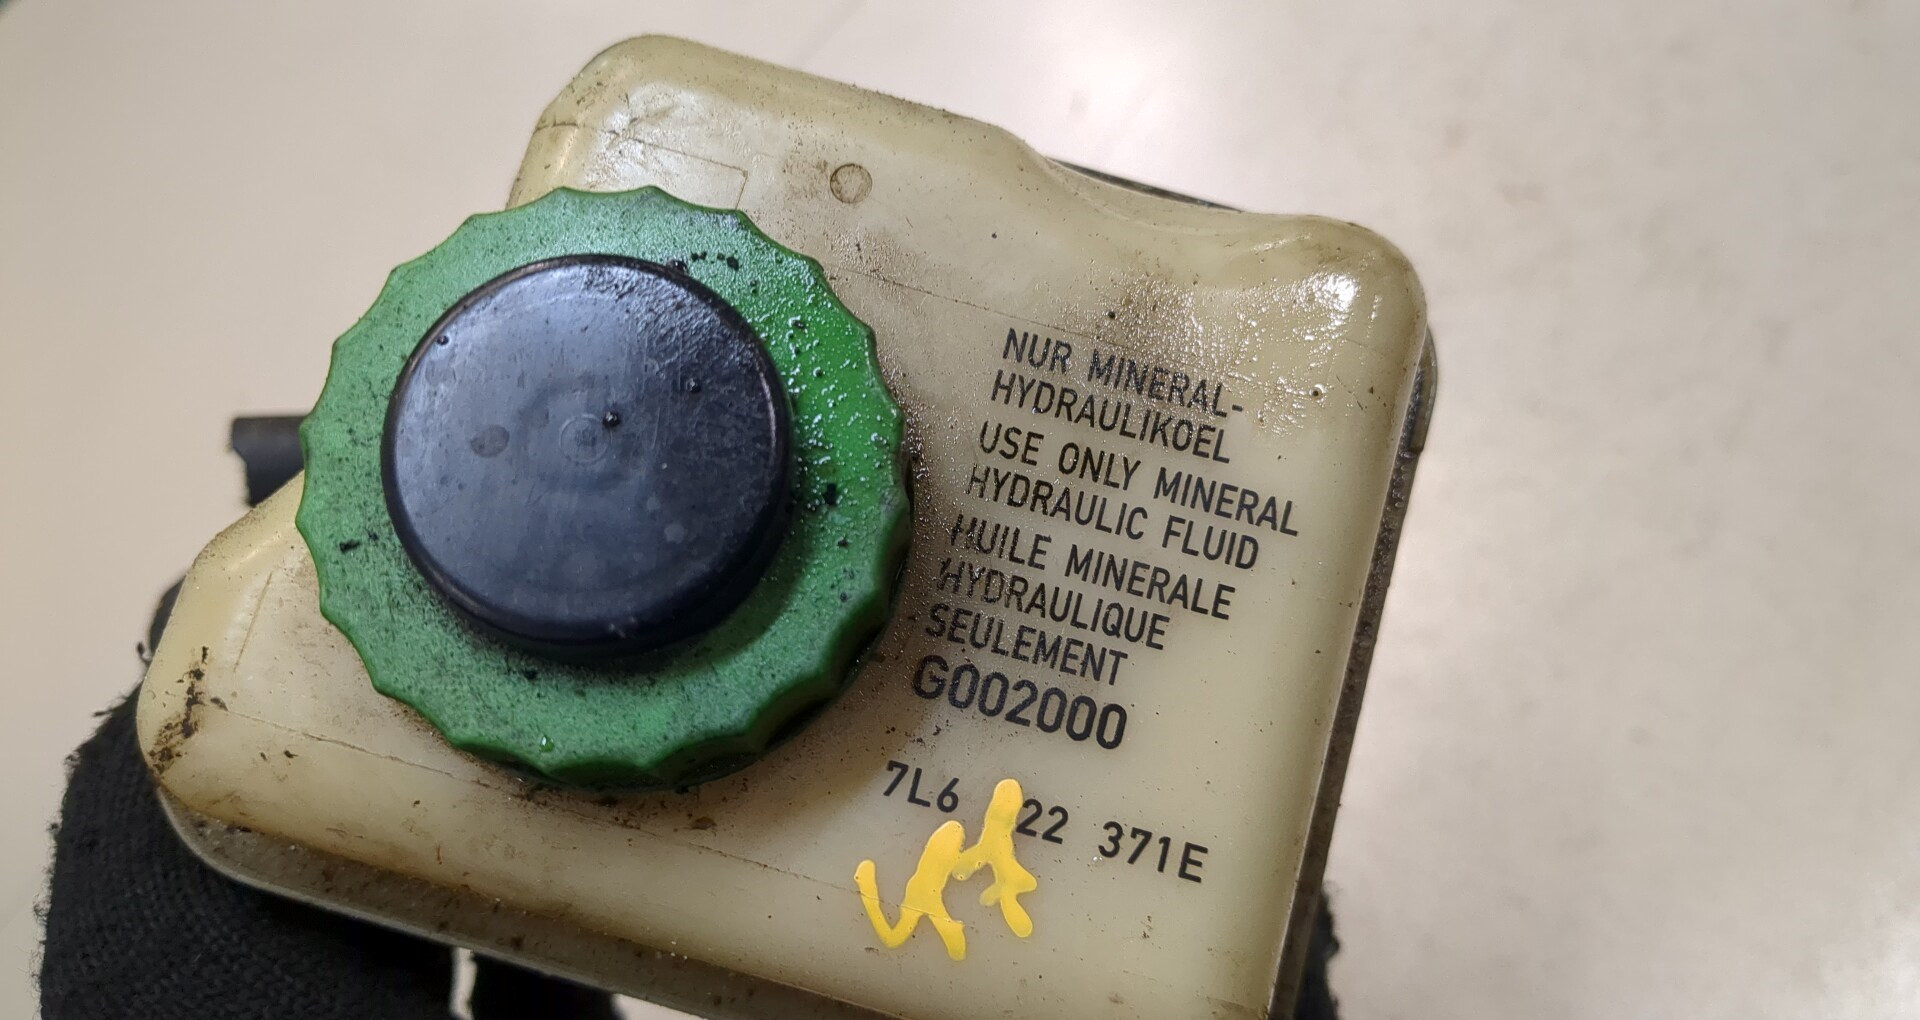 NUR MINERAL-
HYDRAULIKOEL
USE ONLY MINERAL
HYDRAULIC FLUID
HUILE MINERALE
HYDRAULIQUE
SEULEMENT
G002000
7L6 22 371E